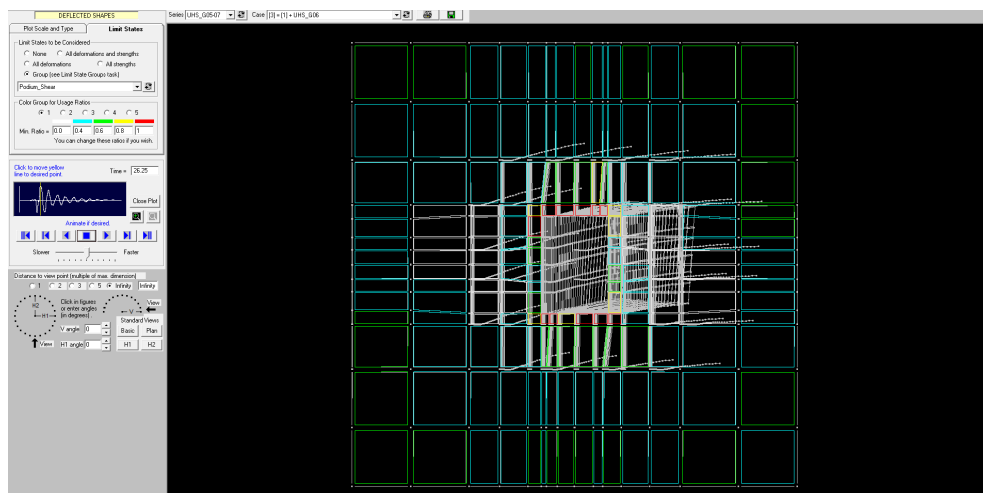 DEFLECTED SHAPES
Series UHS_G05-07 Case [3] = [1] + UHS_G06
Plot Scale and Type Limit States
Limit States to be Considered
None All deformations and strengths
All deformations All strengths
Group (see Limit State Groups task)
Podium_Shear
Color Group for Usage Ratios
1 2 3 4 5
Min. Ratio = 0.0 0.4 0.6 0.8 1
You can change these ratios if you wish.
Click to move yellow
line to desired point.
Time = 26.25
Close Plot
Animate if desired.
Slower Faster
Distance to view point (multiple of max. dimension)
1 2 3 5 Infinity Infinity
H2
H1
Click in figures
or enter angles
(in degrees)
V
View
V angle 0
Standard Views
Basic Plan
View H1 angle 0 H1 H2